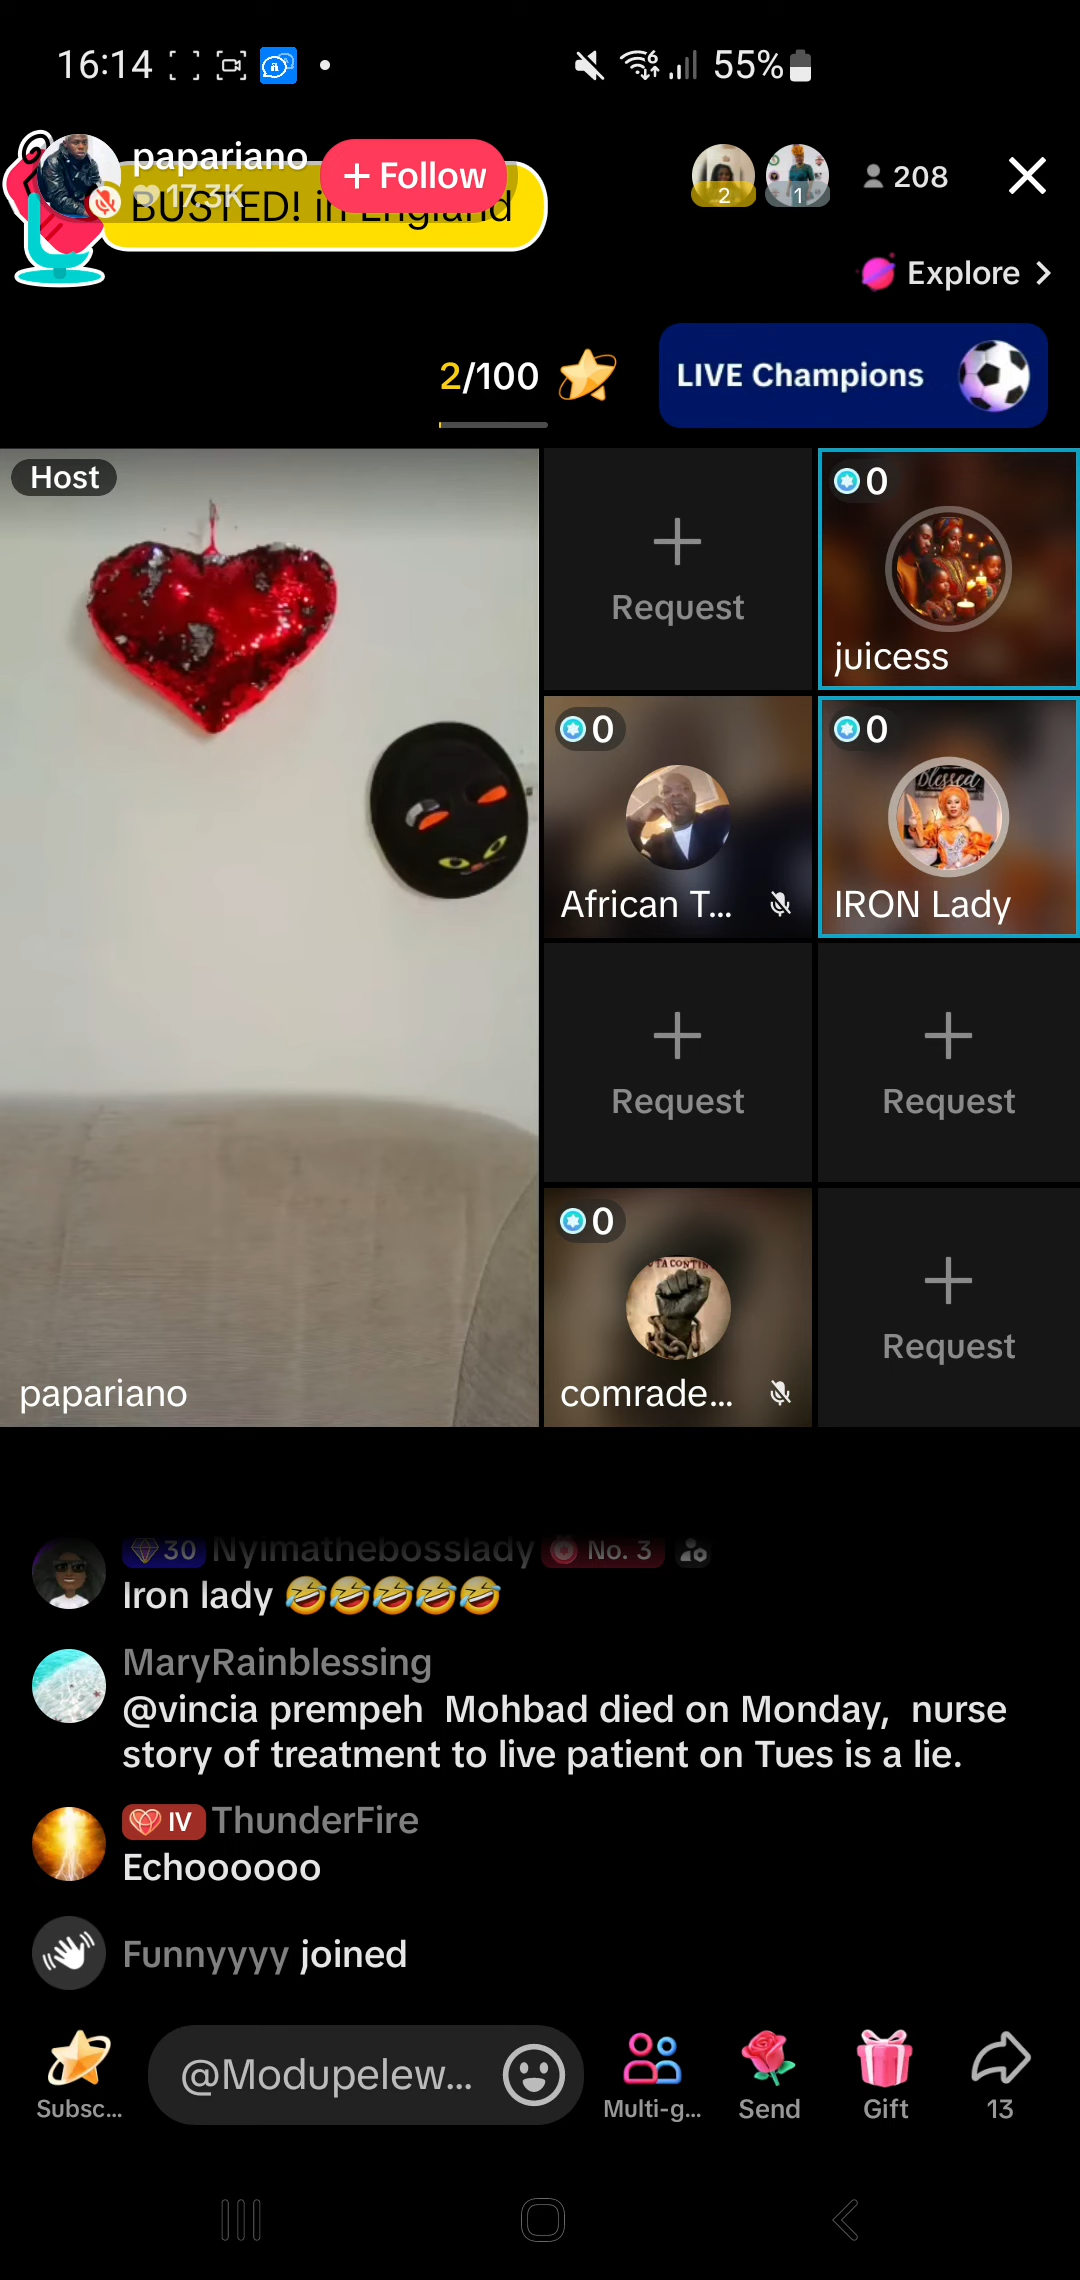 16:14
55%
papariano
17.3K
+ Follow
BUSTED! in England
2
1
208
Explore
2/100
LIVE Champions
Host
Request
0
juicess
0
African T...
0
Blessed
IRON Lady
Request
Request
0
comrade...
Request
papariano
30 Nyimathebosslady No. 3
Iron lady 🤣🤣🤣🤣🤣
MaryRainblessing
@vincia prempeh Mohbad died on Monday, nurse
story of treatment to live patient on Tues is a lie.
IV ThunderFire
Echoooooo
Funnyyyy joined
@Modupelew...
Subsc...
Multi-g...
Send
Gift
13